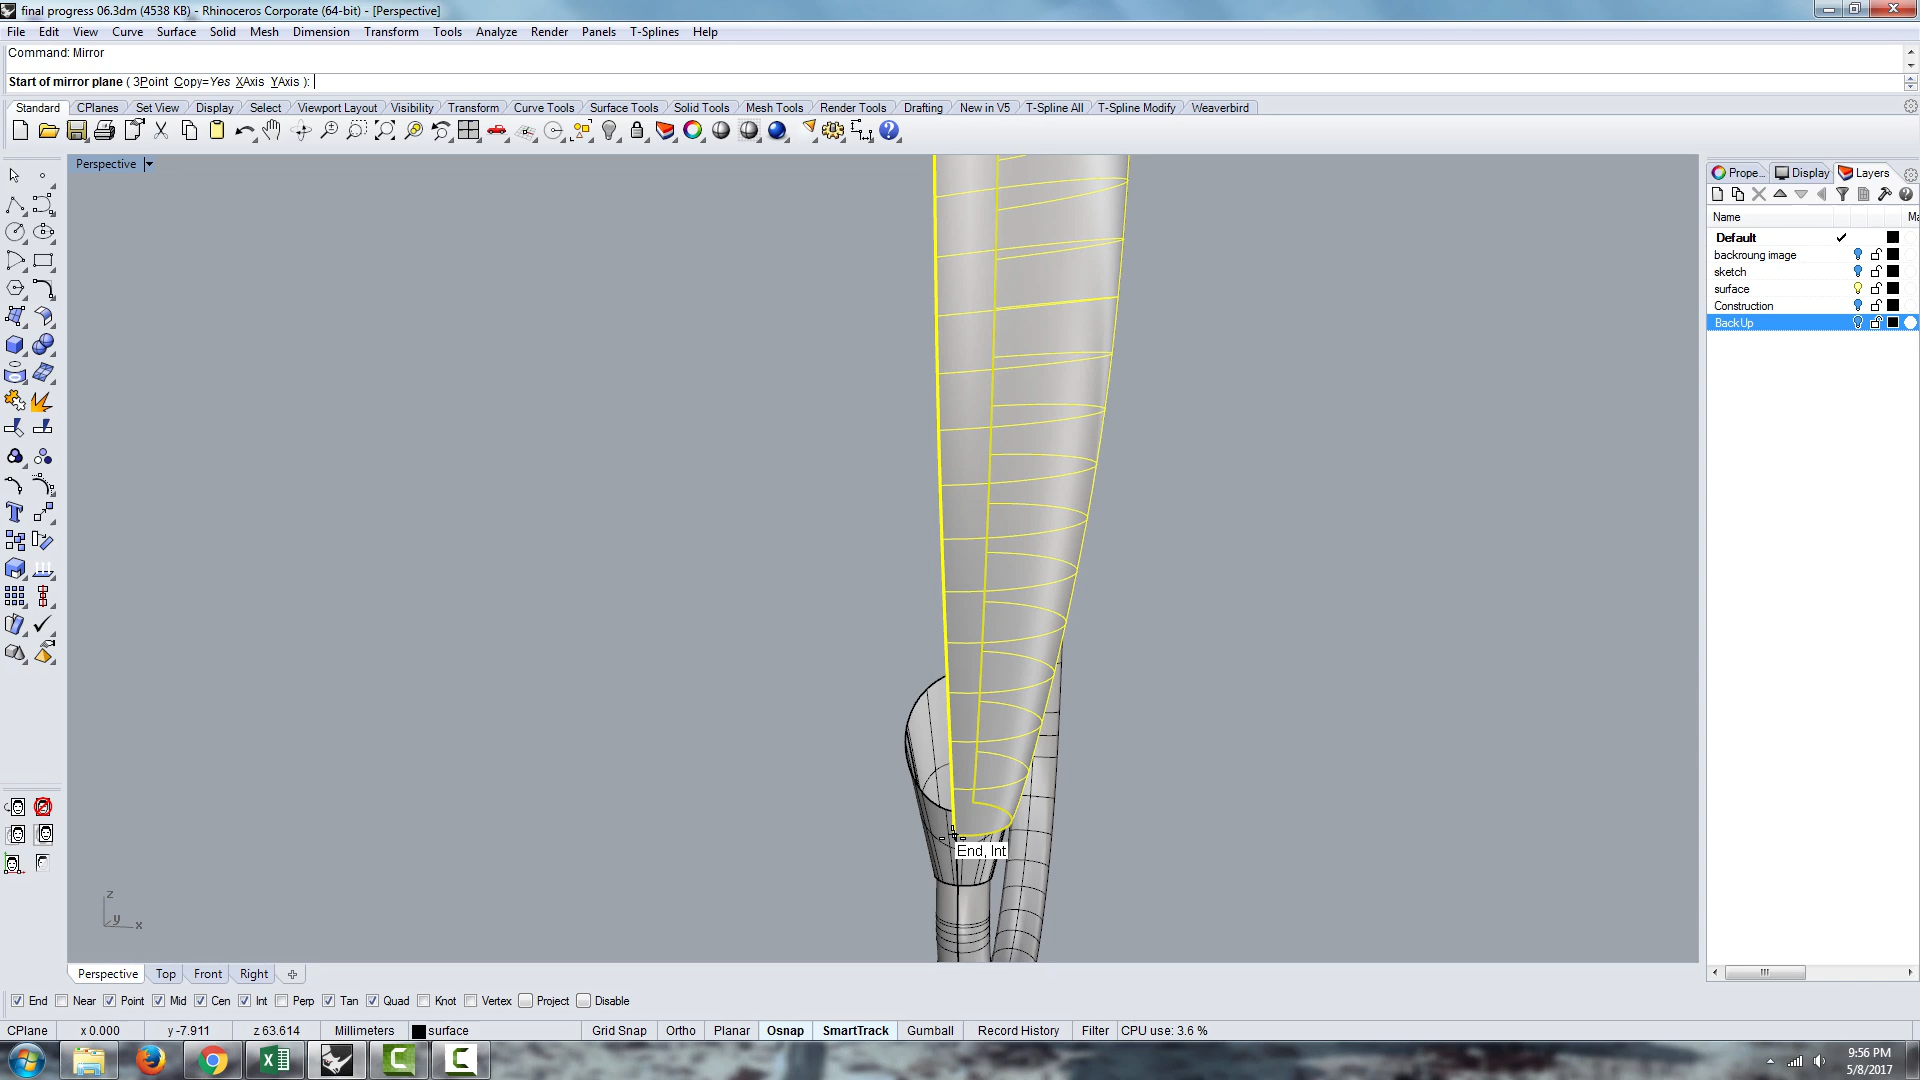 final progress 06.3dm (4538 KB) - Rhinoceros Corporate (64-bit) - [Perspective]
File Edit View Curve Surface Solid Mesh Dimension Transform Tools Analyze Render Panels T-Splines Help
Command: Mirror
Start of mirror plane ( 3Point Copy=Yes XAxis YAxis ):
Standard CPlanes Set View Display Select Viewport Layout Visibility Transform Curve Tools Surface Tools Solid Tools Mesh Tools Render Tools Drafting New in V5 T-Spline All T-Spline Modify Weaverbird
Perspective
Prope... Display Layers
Name Ma
Default
backroung image
sketch
surface
Construction
BackUp
End, Int
z
y x
Perspective Top Front Right
End Near Point Mid Cen Int Perp Tan Quad Knot Vertex Project Disable
CPlane x 0.000 y -7.911 z 63.614 Millimeters surface Grid Snap Ortho Planar Osnap SmartTrack Gumball Record History Filter CPU use: 3.6 %
9:56 PM
5/8/2017